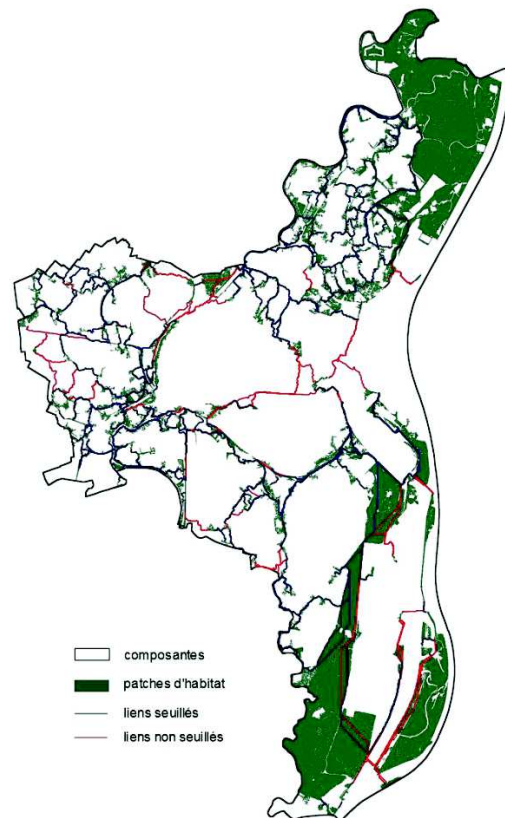 composantes
patches d'habitat
liens seuillés
liens non seuillés